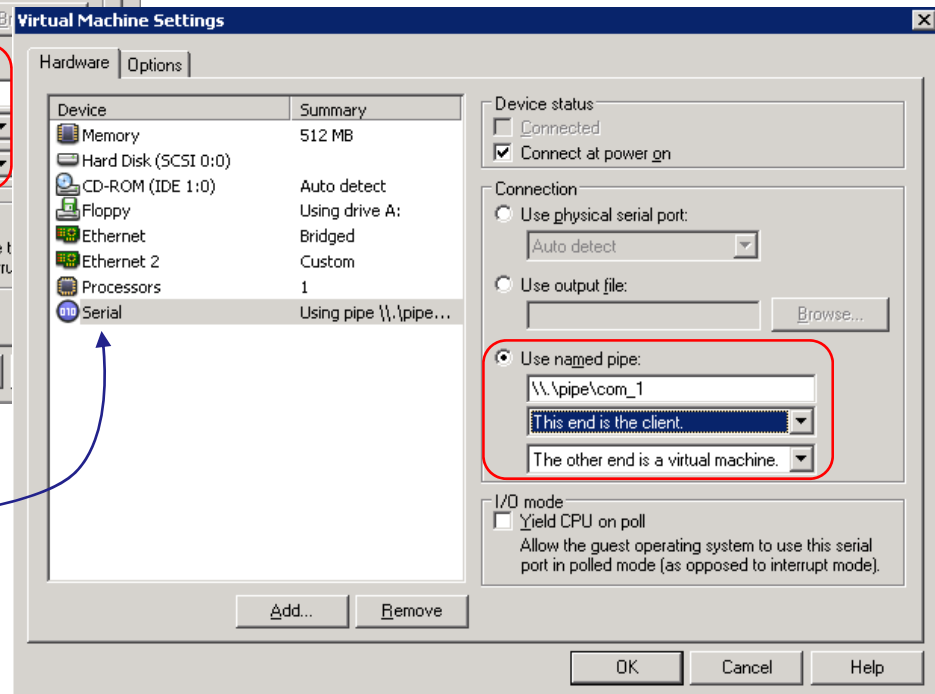 Virtual Machine Settings
Hardware Options
Device Summary
Memory 512 MB
Hard Disk (SCSI 0:0)
CD-ROM (IDE 1:0) Auto detect
Floppy Using drive A:
Ethernet Bridged
Ethernet 2 Custom
Processors 1
Serial Using pipe \\.\pipe...
Add... Remove
Device status
Connected
Connect at power on
Connection
Use physical serial port:
Auto detect
Use output file:
Browse...
Use named pipe:
\\.\pipe\com_1
This end is the client.
The other end is a virtual machine.
I/O mode
Yield CPU on poll
Allow the guest operating system to use this serial
port in polled mode (as opposed to interrupt mode).
OK Cancel Help